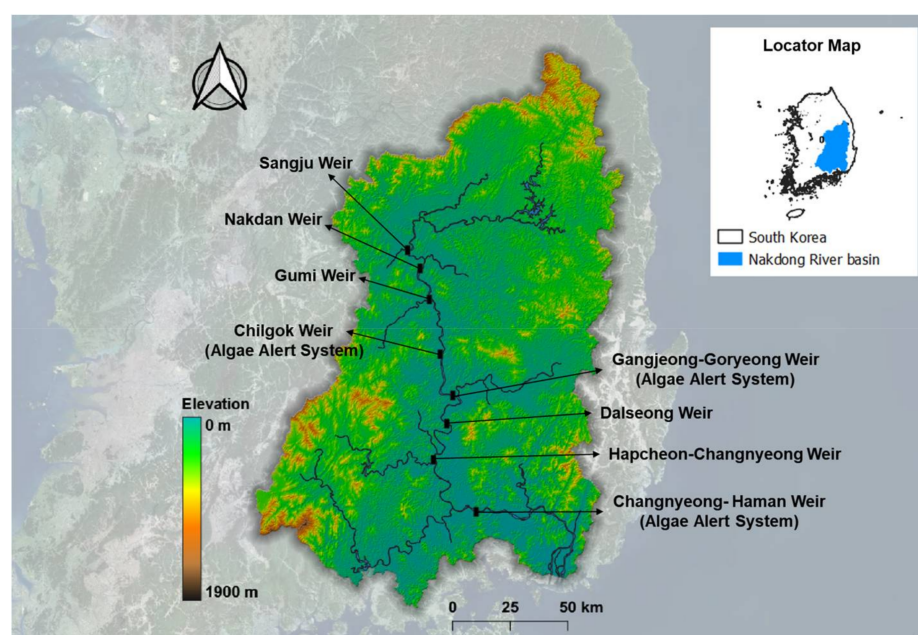 Locator Map
South Korea
Nakdong River basin
Sangju Weir
Nakdan Weir
Gumi Weir
Chilgok Weir
(Algae Alert System)
Gangjeong-Goryeong Weir
(Algae Alert System)
Dalseong Weir
Hapcheon-Changnyeong Weir
Changnyeong- Haman Weir
(Algae Alert System)
Elevation
0 m
1900 m
0 25 50 km